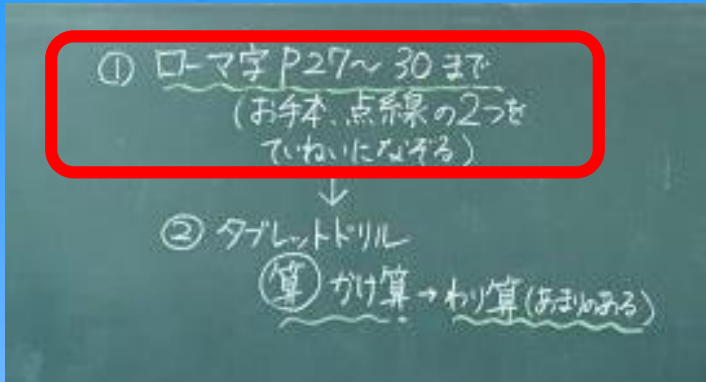 ① ローマ字 P27～30まで
(お手本、点線の2つを
ていねいになぞる)
↓
② タブレットドリル
算 かけ算→わり算(あまりのある)